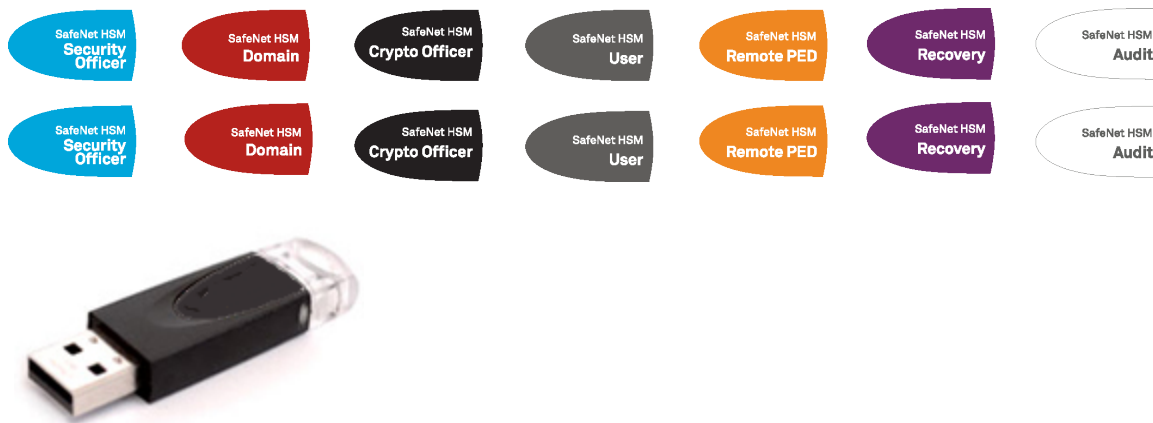 SafeNet HSM
Security
Officer
SafeNet HSM
Domain
SafeNet HSM
Crypto Officer
SafeNet HSM
User
SafeNet HSM
Remote PED
SafeNet HSM
Recovery
SafeNet HSM
Audit
SafeNet HSM
Security
Officer
SafeNet HSM
Domain
SafeNet HSM
Crypto Officer
SafeNet HSM
User
SafeNet HSM
Remote PED
SafeNet HSM
Recovery
SafeNet HSM
Audit